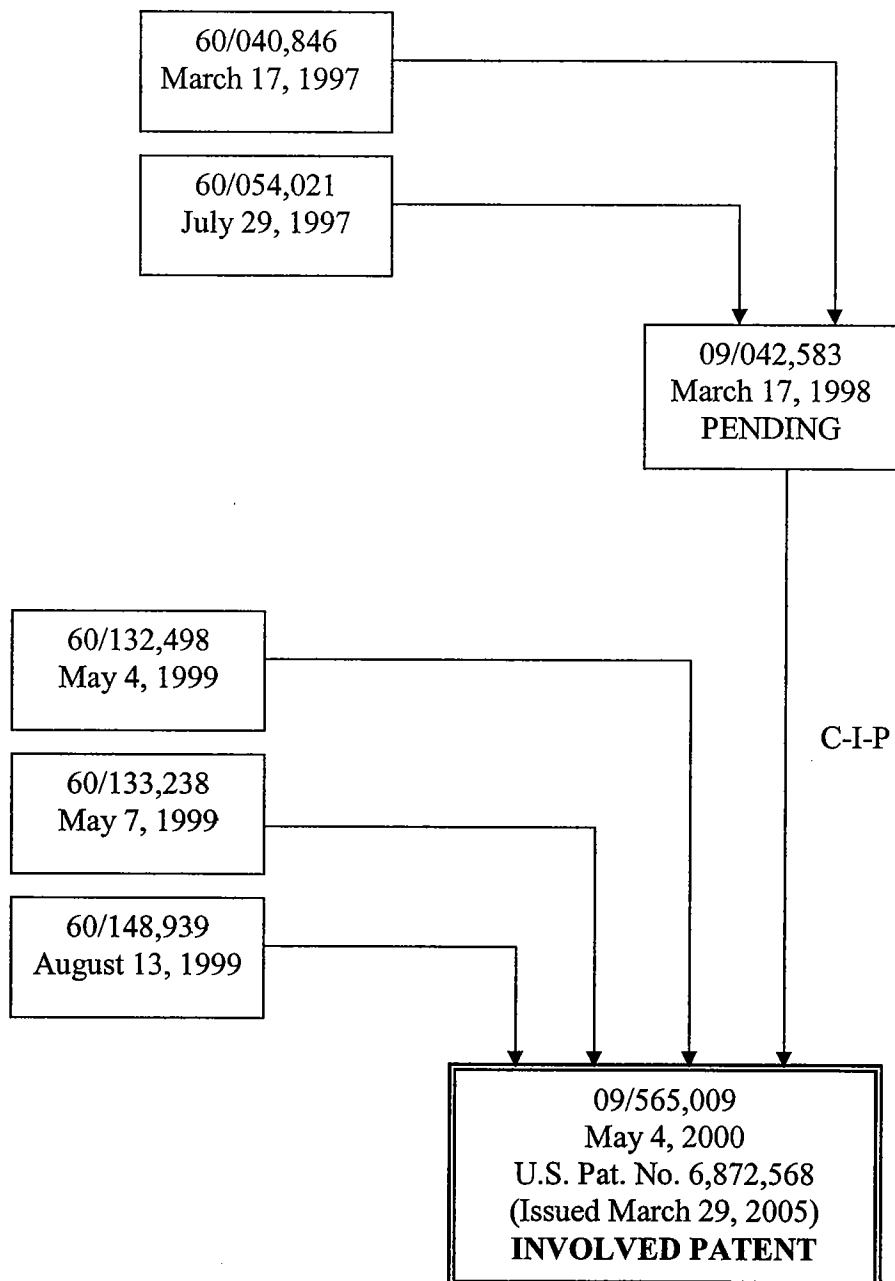 60/040,846
March 17, 1997
60/054,021
July 29, 1997
09/042,583
March 17, 1998
PENDING
60/132,498
May 4, 1999
C-I-P
60/133,238
May 7, 1999
60/148,939
August 13, 1999
09/565,009
May 4, 2000
U.S. Pat. No. 6,872,568
(Issued March 29, 2005)
INVOLVED PATENT